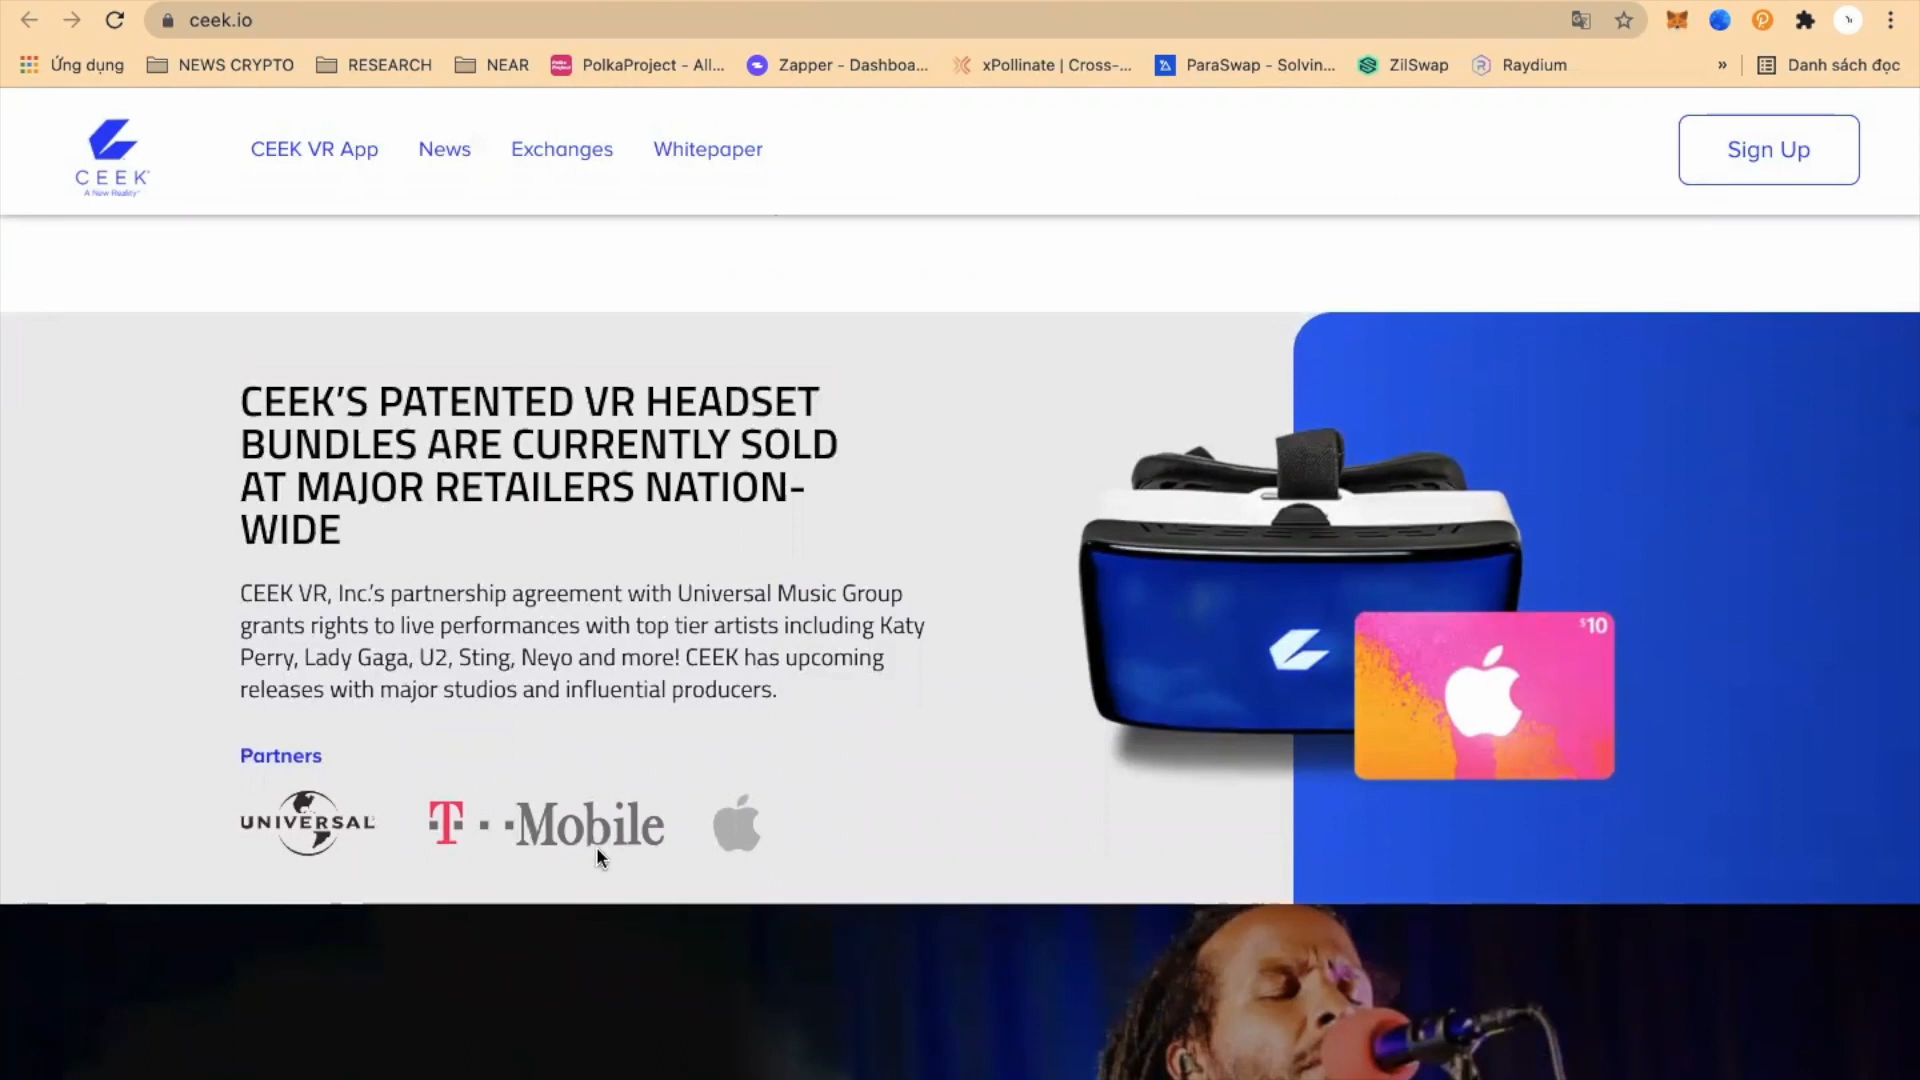 ceek.io
Ứng dụng NEWS CRYPTO RESEARCH NEAR PolkaProject - All... Zapper - Dashboa... xPollinate | Cross-... ParaSwap - Solvin... ZilSwap Raydium » Danh sách đọc
CEEK VR App News Exchanges Whitepaper Sign Up
CEEK
A New Reality
CEEK'S PATENTED VR HEADSET
BUNDLES ARE CURRENTLY SOLD
AT MAJOR RETAILERS NATION-
WIDE
CEEK VR, Inc.'s partnership agreement with Universal Music Group
grants rights to live performances with top tier artists including Katy
Perry, Lady Gaga, U2, Sting, Neyo and more! CEEK has upcoming
releases with major studios and influential producers.
$10
Partners
UNIVERSAL T··Mobile